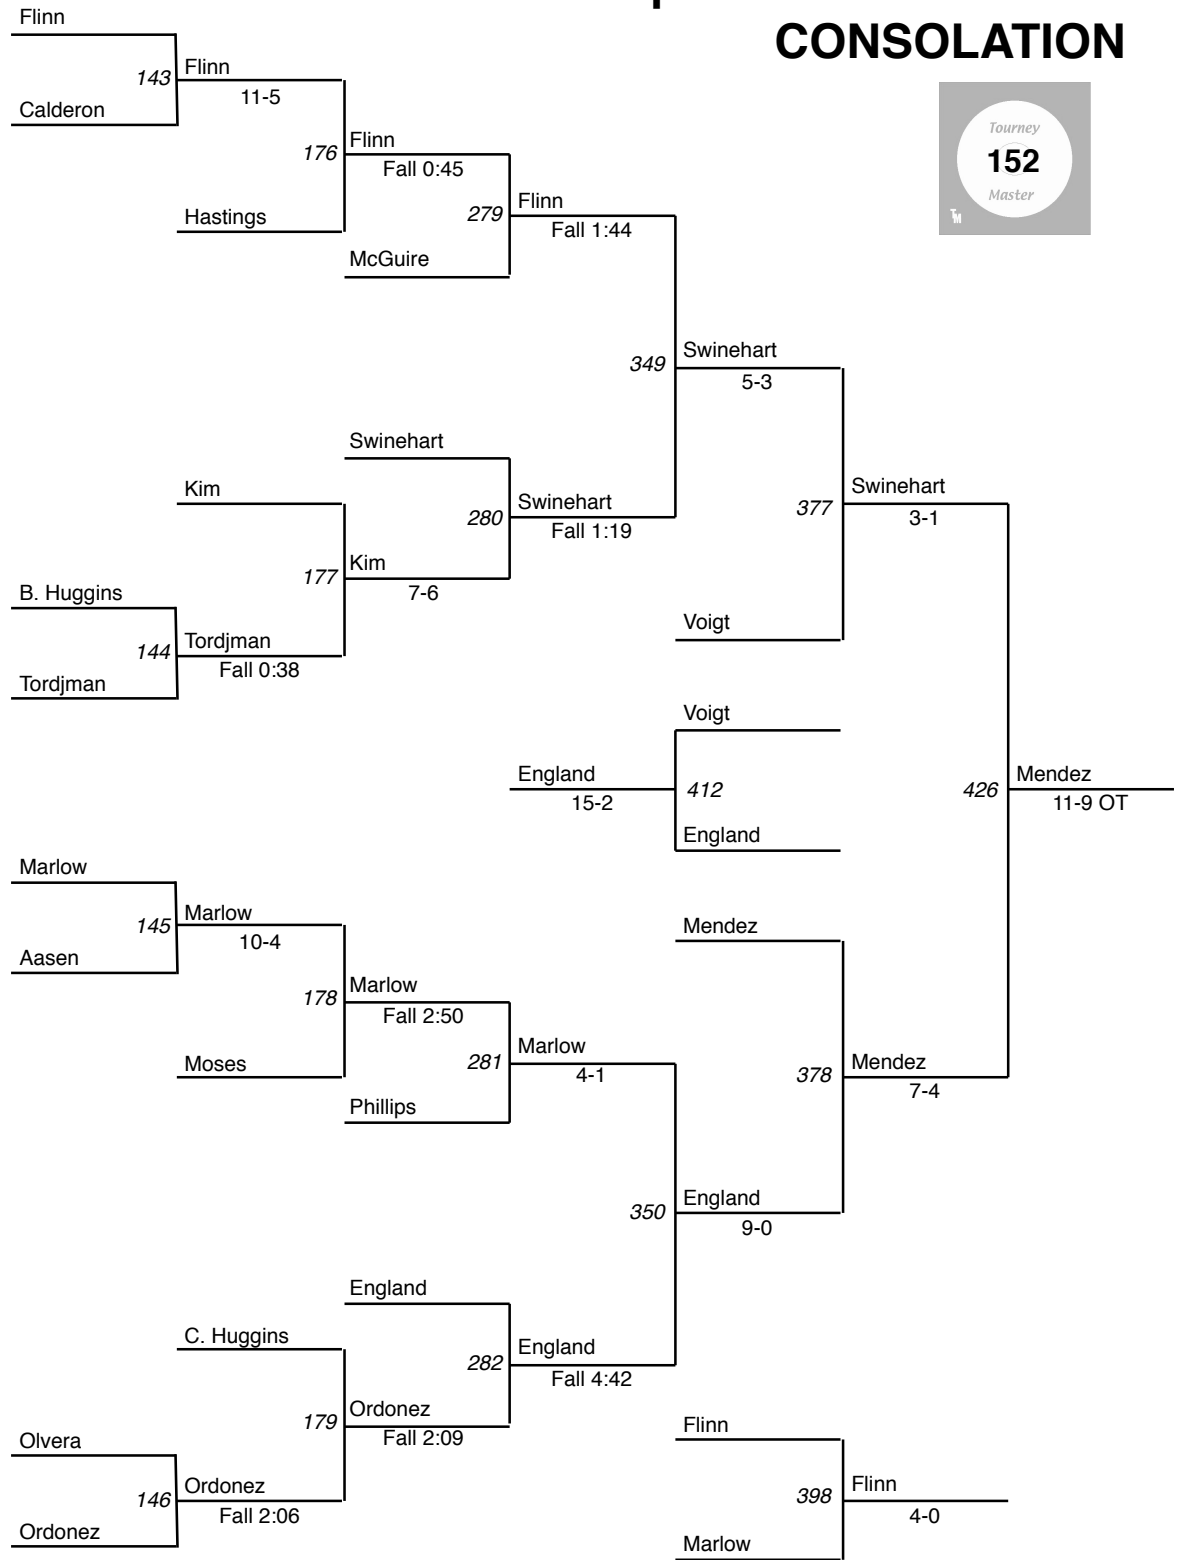 CONSOLATION
Tourney
152
Master
TM
Flinn
143
Flinn
11-5
Calderon
176
Flinn
Fall 0:45
Hastings
279
Flinn
Fall 1:44
McGuire
349
Swinehart
5-3
Swinehart
Kim
280
Swinehart
Fall 1:19
377
Swinehart
3-1
177
Kim
7-6
B. Huggins
144
Tordjman
Fall 0:38
Tordjman
Voigt
Voigt
England
15-2
412
England
426
Mendez
11-9 OT
Marlow
145
Marlow
10-4
Aasen
178
Marlow
Fall 2:50
Moses
281
Marlow
4-1
Phillips
Mendez
378
Mendez
7-4
350
England
9-0
England
C. Huggins
282
England
Fall 4:42
179
Ordonez
Fall 2:09
Olvera
146
Ordonez
Fall 2:06
Ordonez
Flinn
398
Flinn
4-0
Marlow